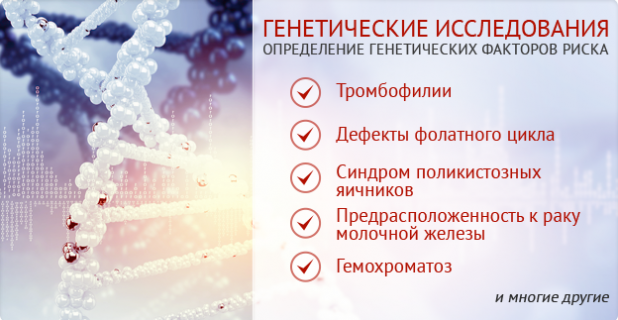 ГЕНЕТИЧЕСКИЕ ИССЛЕДОВАНИЯ
ОПРЕДЕЛЕНИЕ ГЕНЕТИЧЕСКИХ ФАКТОРОВ РИСКА
Тромбофилии
Дефекты фолатного цикла
Синдром поликистозных
яичников
Предрасположенность к раку
молочной железы
Гемохроматоз
и многие другие